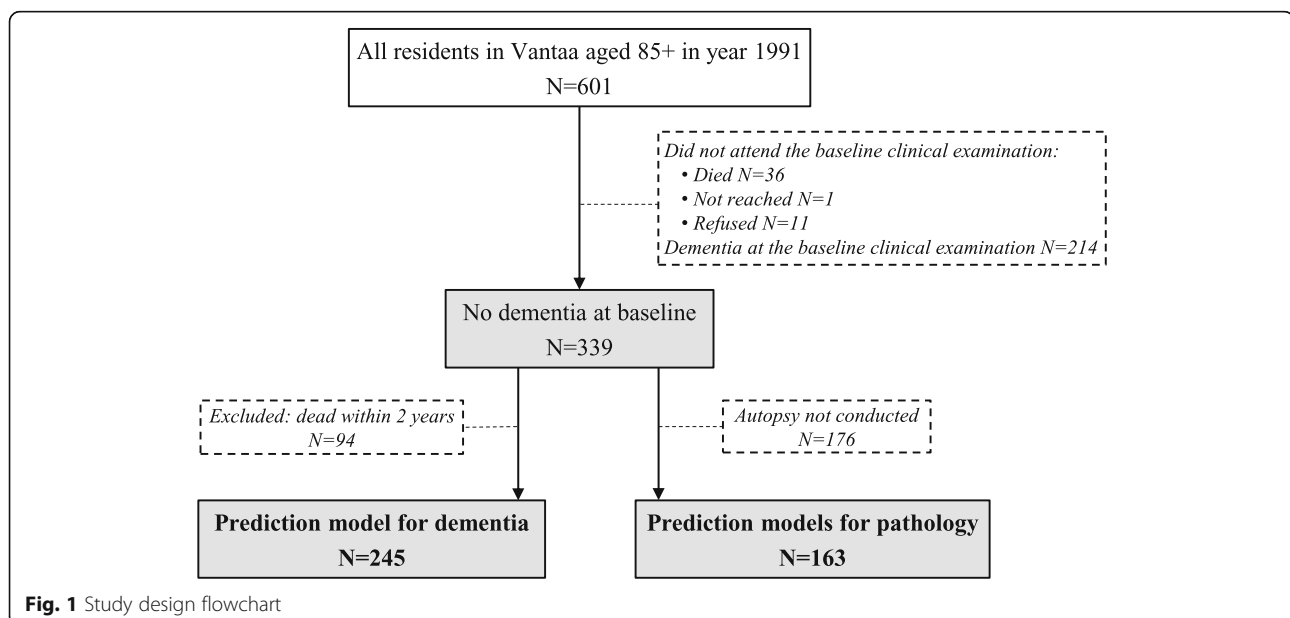 All residents in Vantaa aged 85+ in year 1991
N=601
Did not attend the baseline clinical examination:
• Died N=36
• Not reached N=1
• Refused N=11
Dementia at the baseline clinical examination N=214
No dementia at baseline
N=339
Excluded: dead within 2 years
N=94
Autopsy not conducted
N=176
Prediction model for dementia
N=245
Prediction models for pathology
N=163
Fig. 1 Study design flowchart